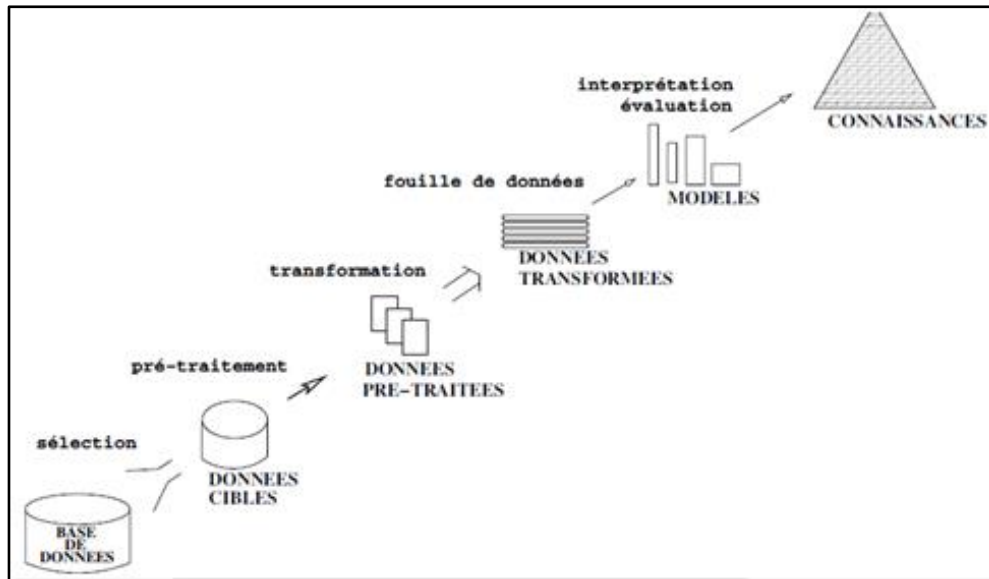 BASE
DE
DONNEES
sélection
DONNEES
CIBLES
pré-traitement
DONNEES
PRE-TRAITEES
transformation
DONNEES
TRANSFORMEES
fouille de données
MODELES
interprétation
évaluation
CONNAISSANCES